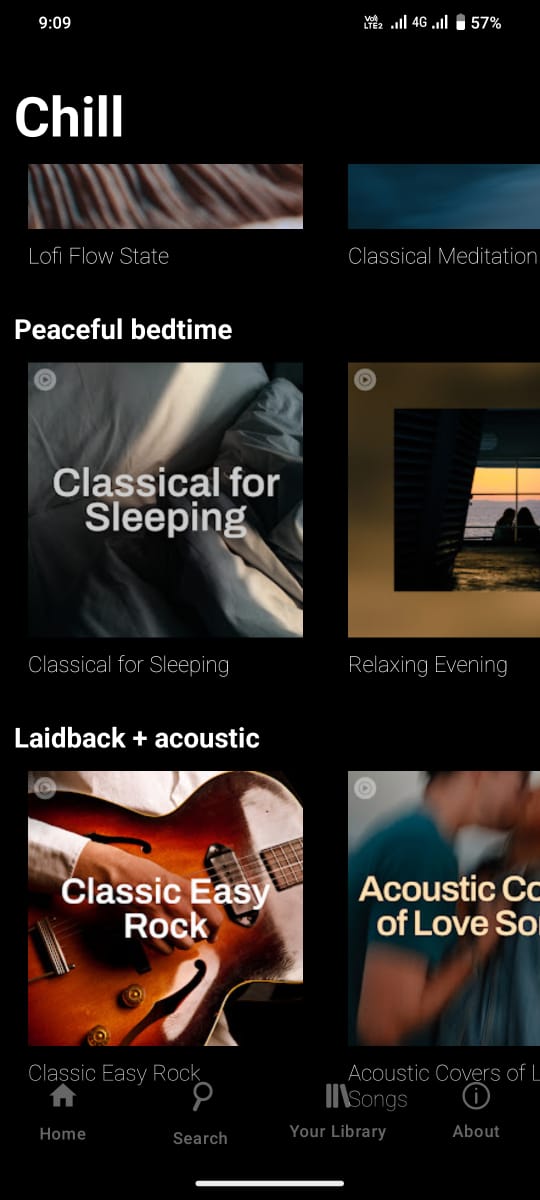 9:09
Vo) LTE2 4G 57%
Chill
Lofi Flow State
Classical Meditation
Peaceful bedtime
Classical for
Sleeping
Classical for Sleeping
Relaxing Evening
Laidback + acoustic
Classic Easy
Rock
Acoustic Co
of Love So
Classic Easy Rock
Acoustic Covers of L
Songs
Home
Search
Your Library
About